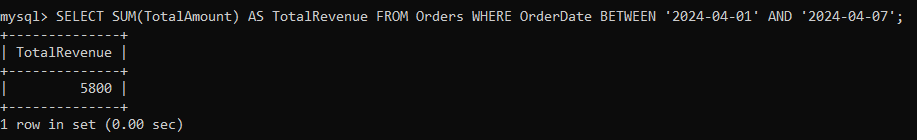 mysql> SELECT SUM(TotalAmount) AS TotalRevenue FROM Orders WHERE OrderDate BETWEEN '2024-04-01' AND '2024-04-07';
+--------------+
| TotalRevenue |
+--------------+
|         5800 |
+--------------+
1 row in set (0.00 sec)